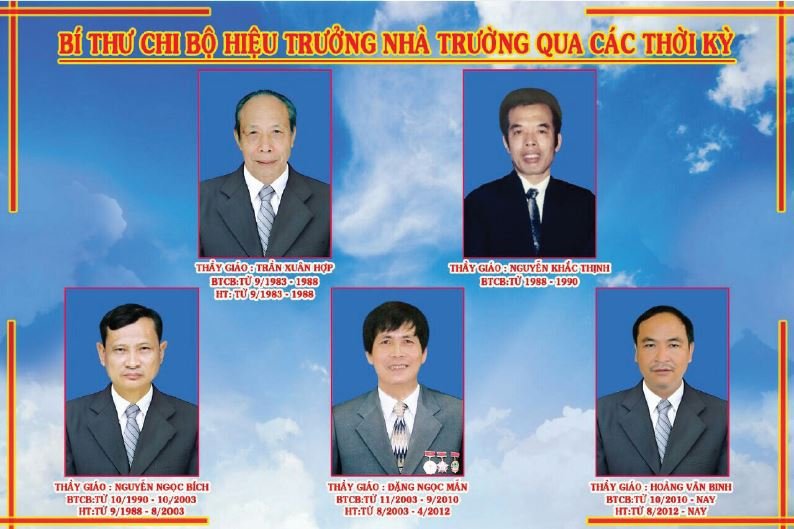 BÍ THƯ CHI BỘ HIỆU TRƯỞNG NHÀ TRƯỜNG QUA CÁC THỜI KỲ
THẦY GIÁO : TRẦN XUÂN HỢP
BTCB:TỪ 9/1983 - 1988
HT: TỪ 9/1983 - 1988
THẦY GIÁO : NGUYỄN KHẮC THỊNH
BTCB:TỪ 1988 - 1990
THẦY GIÁO : NGUYỄN NGỌC BÍCH
BTCB:TỪ 10/1990 - 10/2003
HT:TỪ 9/1988 - 8/2003
THẦY GIÁO : ĐẶNG NGỌC MẪN
BTCB:TỪ 11/2003 - 9/2010
HT:TỪ 8/2003 - 4/2012
THẦY GIÁO : HOÀNG VĂN BINH
BTCB:TỪ 10/2010 - NAY
HT:TỪ 8/2012 - NAY